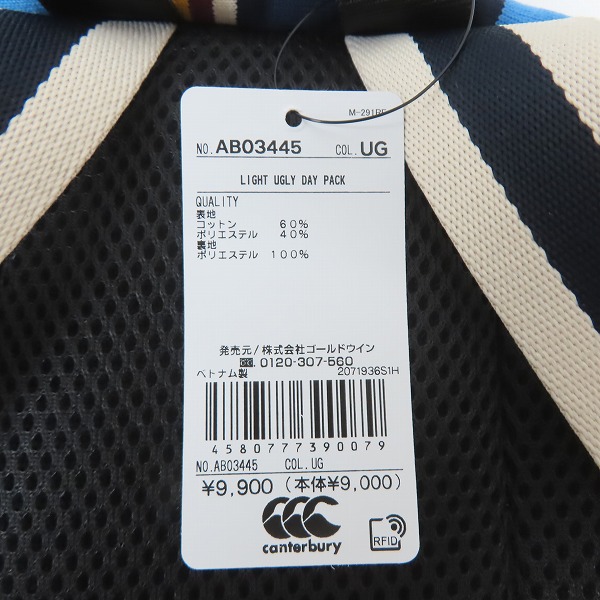 M-291RE
NO. AB03445 COL. UG
LIGHT UGLY DAY PACK
QUALITY
表地
コットン 60%
ポリエステル 40%
裏地
ポリエステル 100%
発売元/株式会社ゴールドウイン
0120-307-560
ベトナム製 2071936S1H
4580777390079
NO.AB03445 COL.UG
¥9,900 (本体¥9,000)
canterbury
RFID